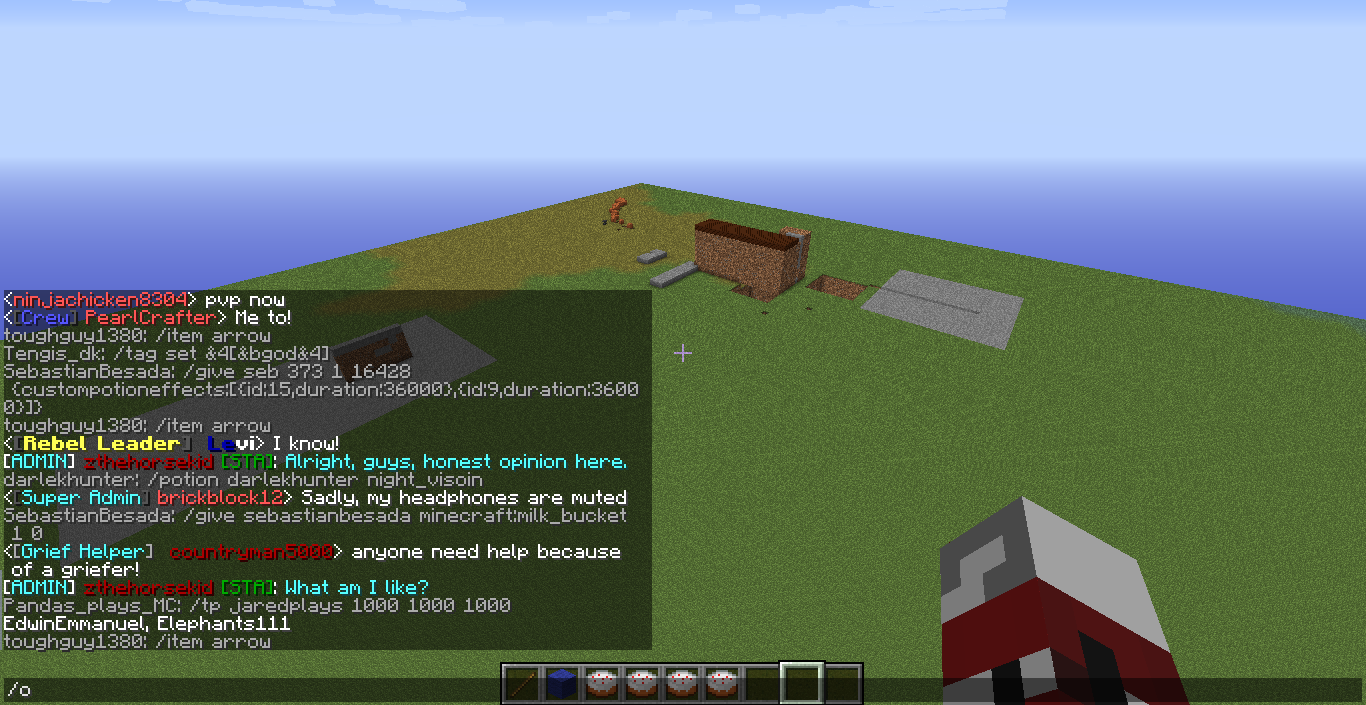 <ninjachicken8304> pvp now
<[Crew] PearlCrafter> Me to!
toughguy1380: /item arrow
Tengis_dk: /tag set &4[&bgod&4]
SebastianBesada: /give seb 373 1 16428
{custompotioneffects:[{id:15,duration:36000},{id:9,duration:3600
0}]}
toughguy1380: /item arrow
<[Rebel Leader] Levi> I know!
[ADMIN] zthehorsekid [STA]: Alright, guys, honest opinion here.
darlekhunter: /potion darlekhunter night_visoin
<[Super Admin] brickblock12> Sadly, my headphones are muted
SebastianBesada: /give sebastianbesada minecraft:milk_bucket
1 0
<[Grief Helper] countryman5000> anyone need help because
of a griefer!
[ADMIN] zthehorsekid [STA]: What am I like?
Pandas_plays_MC: /tp jaredplays 1000 1000 1000
EdwinEmmanuel, Elephants111
toughguy1380: /item arrow
/o